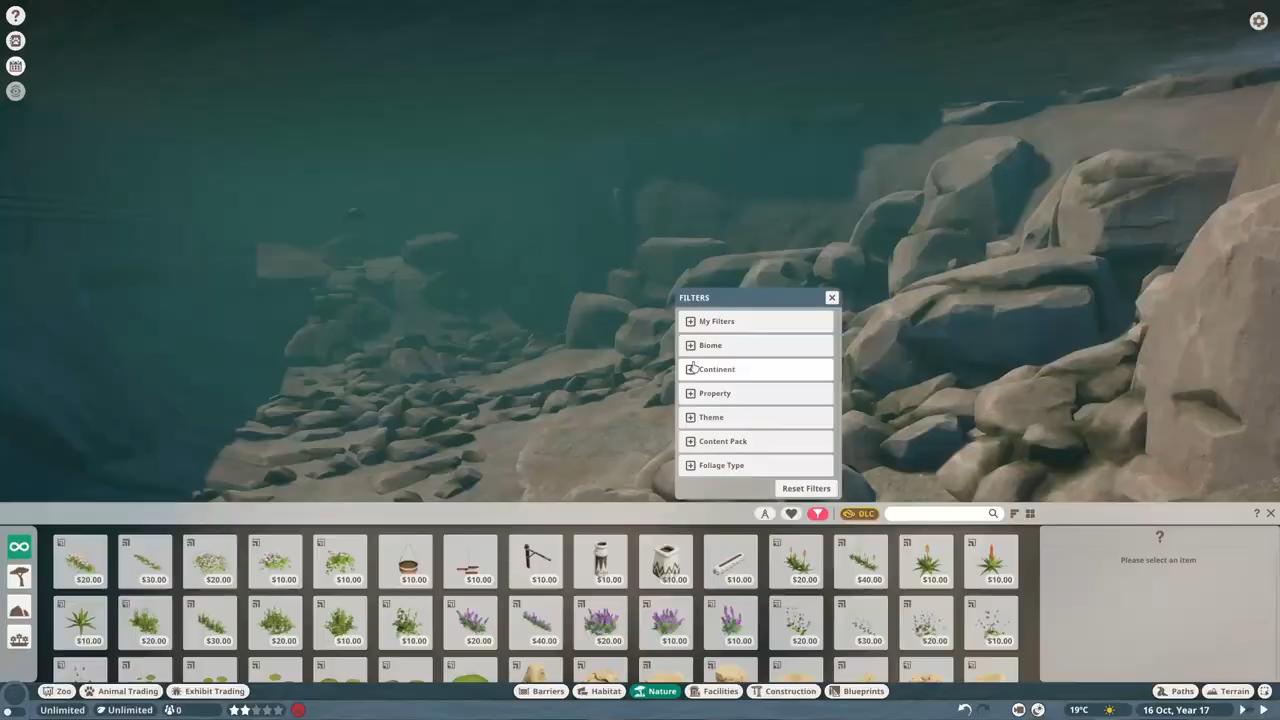 FILTERS
My Filters
Biome
Continent
Property
Theme
Content Pack
Foliage Type
Reset Filters
DLC
$20.00 $30.00 $20.00 $10.00 $10.00 $10.00 $10.00 $10.00 $10.00 $10.00 $10.00 $20.00 $40.00 $10.00 $10.00
Please select an item
$10.00 $20.00 $30.00 $20.00 $10.00 $10.00 $20.00 $40.00 $20.00 $10.00 $10.00 $20.00 $30.00 $20.00 $10.00
Zoo Animal Trading Exhibit Trading Barriers Habitat Nature Facilities Construction Blueprints Paths Terrain
Unlimited Unlimited 0 19°C 16 Oct, Year 17